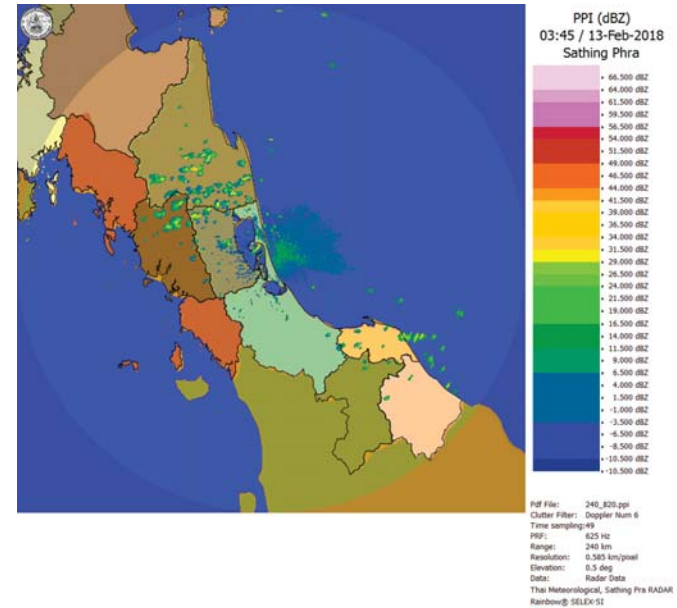 PPI (dBZ)
03:45 / 13-Feb-2018
Sathing Phra
66.500 dBZ
64.000 dBZ
61.500 dBZ
59.500 dBZ
56.500 dBZ
54.000 dBZ
51.500 dBZ
49.000 dBZ
46.500 dBZ
44.000 dBZ
41.500 dBZ
39.000 dBZ
36.500 dBZ
34.000 dBZ
31.500 dBZ
29.000 dBZ
26.500 dBZ
24.000 dBZ
21.500 dBZ
19.000 dBZ
16.500 dBZ
14.000 dBZ
11.500 dBZ
9.000 dBZ
6.500 dBZ
4.000 dBZ
1.500 dBZ
-1.000 dBZ
-3.500 dBZ
-6.500 dBZ
-8.500 dBZ
-10.500 dBZ
-10.500 dBZ
Pdf File: 240_820.ppi
Clutter Filter: Doppler Num 6
Time sampling:49
PRF: 625 Hz
Range: 240 km
Resolution: 0.585 km/pixel
Elevation: 0.5 deg
Data: Radar Data
Thai Meteorological, Sathing Pra RADAR
Rainbow® SELEX-SI